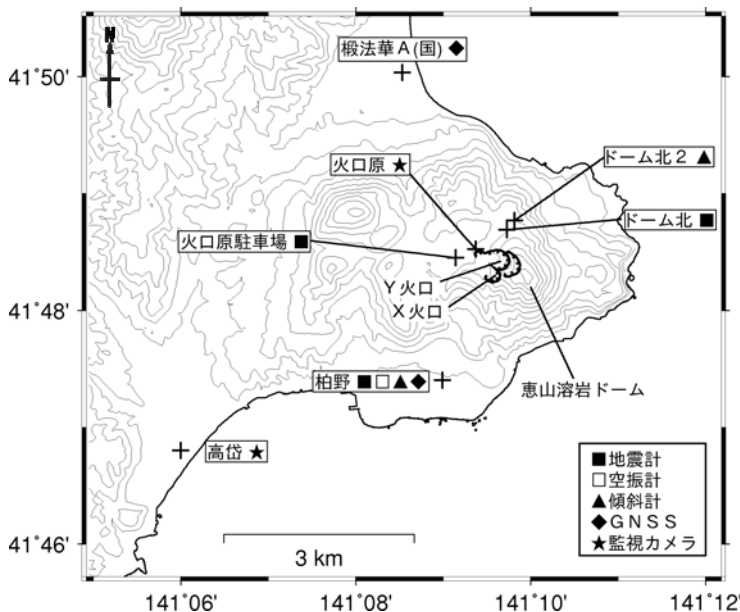 N
椴法華A(国)◆
41°50'
火口原★
ドーム北2▲
ドーム北■
火口原駐車場■
Y火口
X火口
41°48'
柏野■□▲◆
恵山溶岩ドーム
高岱★
■地震計
□空振計
▲傾斜計
◆GNSS
★監視カメラ
41°46'
3 km
141°06'
141°08'
141°10'
141°12'